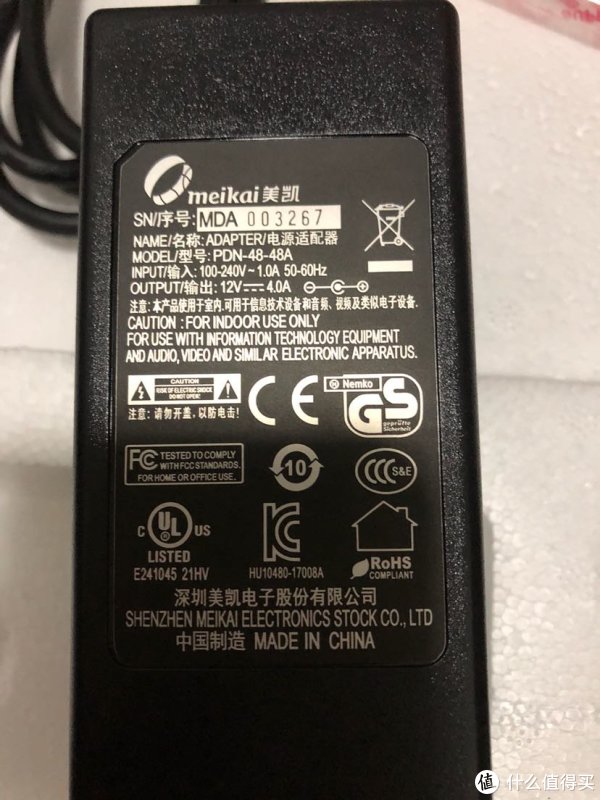 meikai美凯
SN/序号: MDA 003267
NAME/名称: ADAPTER/电源适配器
MODEL/型号: PDN-48-48A
INPUT/输入: 100-240V~1.0A 50-60Hz
OUTPUT/输出: 12V⎓4.0A
注意: 本产品使用于室内.可用于信息技术设备和音频、视频及类似电子设备.
CAUTION : FOR INDOOR USE ONLY
FOR USE WITH INFORMATION TECHNOLOGY EQUIPMENT
AND AUDIO, VIDEO AND SIMILAR ELECTRONIC APPARATUS.
CAUTION
RISK OF ELECTRIC SHOCK
DO NOT OPEN!
注意: 请勿开盖, 以防电击!
CE
N Nemko
GS
geprüfte
Sicherheit
FC TESTED TO COMPLY
WITH FCC STANDARDS.
FOR HOME OR OFFICE USE.
10
CCC S&E
C UL US
LISTED
E241045 21HV
HU10480-17008A
RoHS
COMPLIANT
深圳美凯电子股份有限公司
SHENZHEN MEIKAI ELECTRONICS STOCK CO., LTD
中国制造 MADE IN CHINA
值 什么值得买